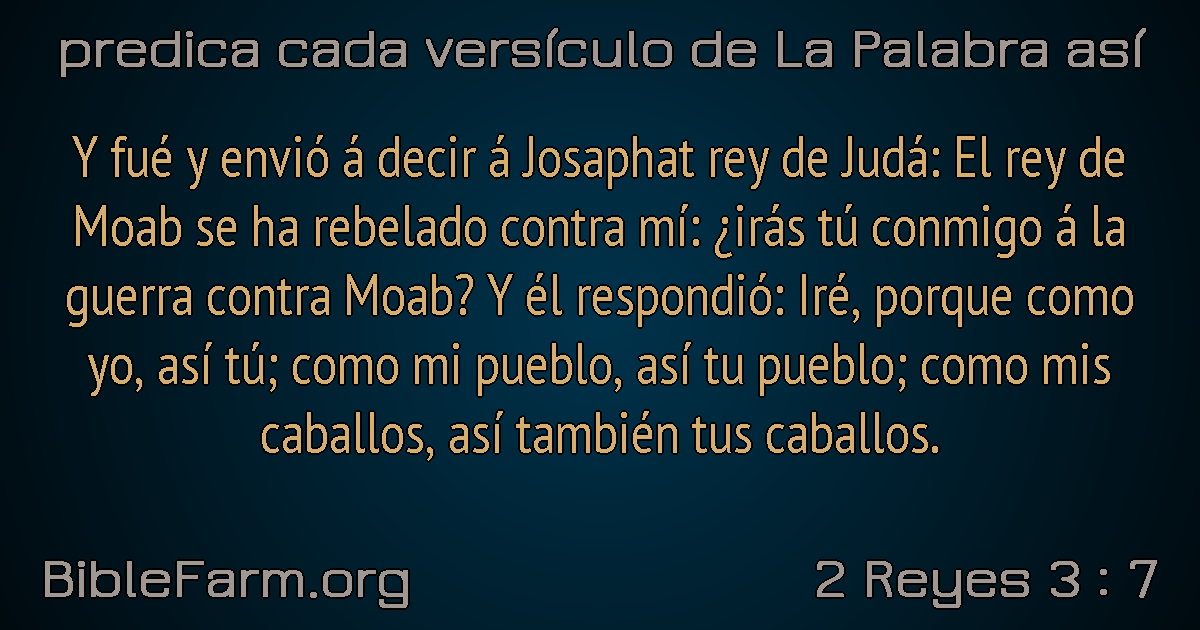 predica cada versículo de La Palabra así
Y fué y envió á decir á Josaphat rey de Judá: El rey de
Moab se ha rebelado contra mí: ¿irás tú conmigo á la
guerra contra Moab? Y él respondió: Iré, porque como
yo, así tú; como mi pueblo, así tu pueblo; como mis
caballos, así también tus caballos.
BibleFarm.org
2 Reyes 3 : 7